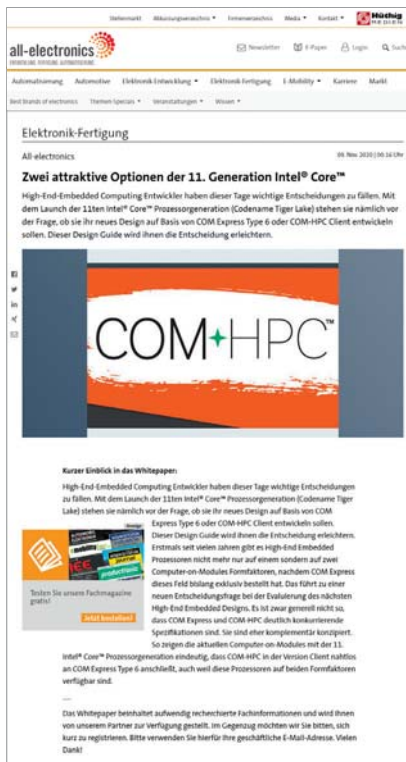 Stellenmarkt Abkürzungsverzeichnis Firmenverzeichnis Media Kontakt Hüthig
MEDIEN
all-electronics
ENTWICKLUNG. FERTIGUNG. AUTOMATISIERUNG
Newsletter E-Paper Login Suche
Automatisierung Automotive Elektronik-Entwicklung Elektronik-Fertigung E-Mobility Karriere Markt
Best Brands of electronics Themen-Specials Veranstaltungen Wissen
Elektronik-Fertigung
All-electronics
09. Nov. 2020 | 00:16 Uhr
Zwei attraktive Optionen der 11. Generation Intel® Core™
High-End-Embedded Computing Entwickler haben dieser Tage wichtige Entscheidungen zu fällen. Mit
dem Launch der 11ten Intel® Core™ Prozessorgeneration (Codename Tiger Lake) stehen sie nämlich vor
der Frage, ob sie ihr neues Design auf Basis von COM Express Type 6 oder COM-HPC Client entwickeln
sollen. Dieser Design Guide wird ihnen die Entscheidung erleichtern.
COM HPC™
Kurzer Einblick in das Whitepaper:
High-End-Embedded Computing Entwickler haben dieser Tage wichtige Entscheidungen
zu fällen. Mit dem Launch der 11ten Intel® Core™ Prozessorgeneration (Codename Tiger
Lake) stehen sie nämlich vor der Frage, ob sie ihr neues Design auf Basis von COM
Express Type 6 oder COM-HPC Client entwickeln sollen.
Dieser Design Guide wird ihnen die Entscheidung erleichtern.
Erstmals seit vielen Jahren gibt es High-End Embedded
Prozessoren nicht mehr nur auf einem sondern auf zwei
Computer-on-Modules Formfaktoren, nachdem COM Express
dieses Feld bislang exklusiv bestellt hat. Das führt zu einer
neuen Entscheidungsfrage bei der Evaluierung des nächsten
High-End Embedded Designs. Es ist zwar generell nicht so,
dass COM Express und COM-HPC deutlich konkurrierende
Spezifikationen sind. Sie sind eher komplementär konzipiert.
So zeigen die aktuellen Computer-on-Modules mit der 11.
Intel® Core™ Prozessorgeneration eindeutig, dass COM-HPC in der Version Client nahtlos
an COM Express Type 6 anschließt, auch weil diese Prozessoren auf beiden Formfaktoren
verfügbar sind.
Anzeige
Testen Sie unsere Fachmagazine
gratis!
Jetzt bestellen!
---
Das Whitepaper beinhaltet aufwendig recherchierte Fachinformationen und wird Ihnen
von unserem Partner zur Verfügung gestellt. Im Gegenzug möchten wir Sie bitten, sich
kurz zu registrieren. Bitte verwenden Sie hierfür Ihre geschäftliche E-Mail-Adresse. Vielen
Dank!